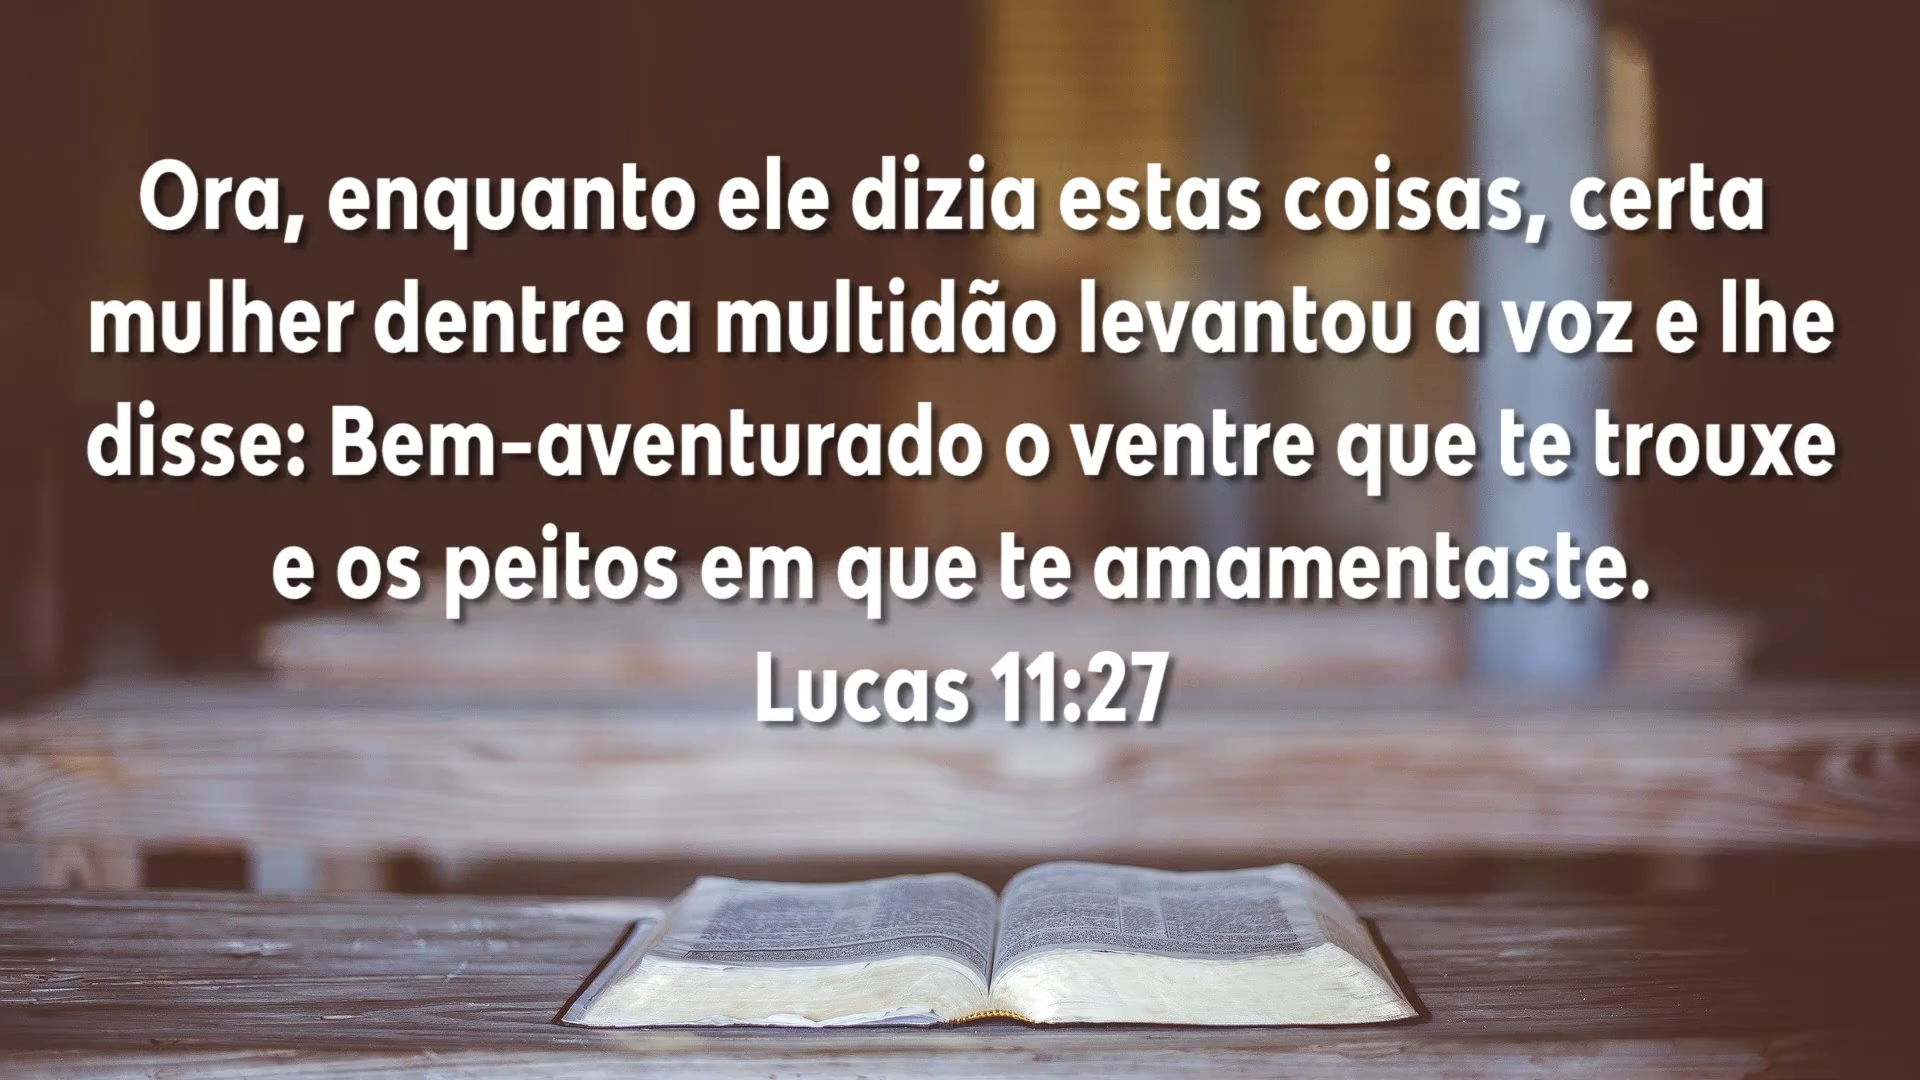 Ora, enquanto ele dizia estas coisas, certa
mulher dentre a multidão levantou a voz e lhe
disse: Bem-aventurado o ventre que te trouxe
e os peitos em que te amamentaste.
Lucas 11:27